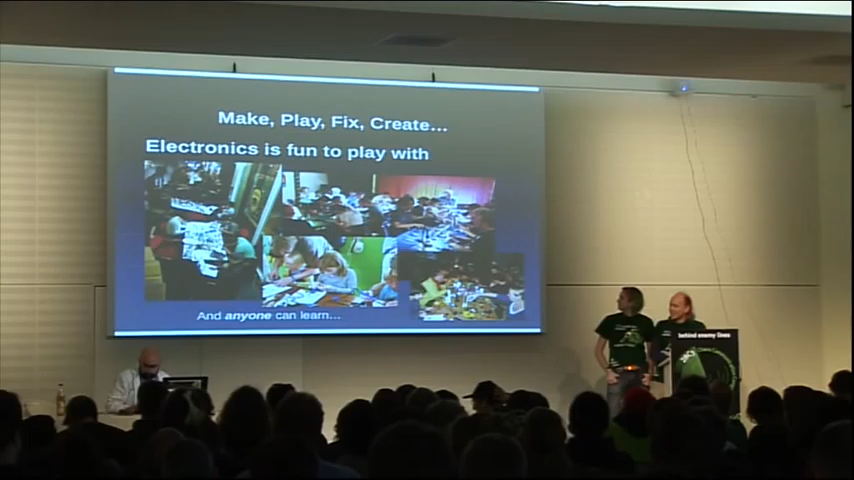 Make, Play, Fix, Create...
Electronics is fun to play with
And anyone can learn...
behind enemy lines